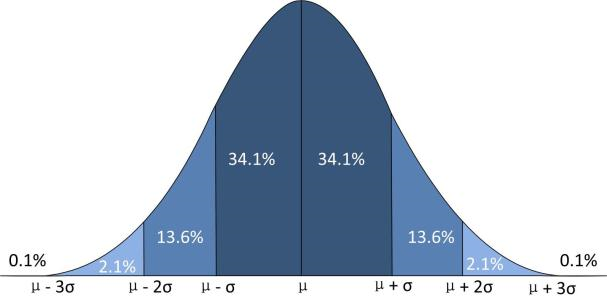 34.1% 34.1%
13.6% 13.6%
0.1% 2.1% 2.1% 0.1%
μ - 3σ μ - 2σ μ - σ μ μ + σ μ + 2σ μ + 3σ